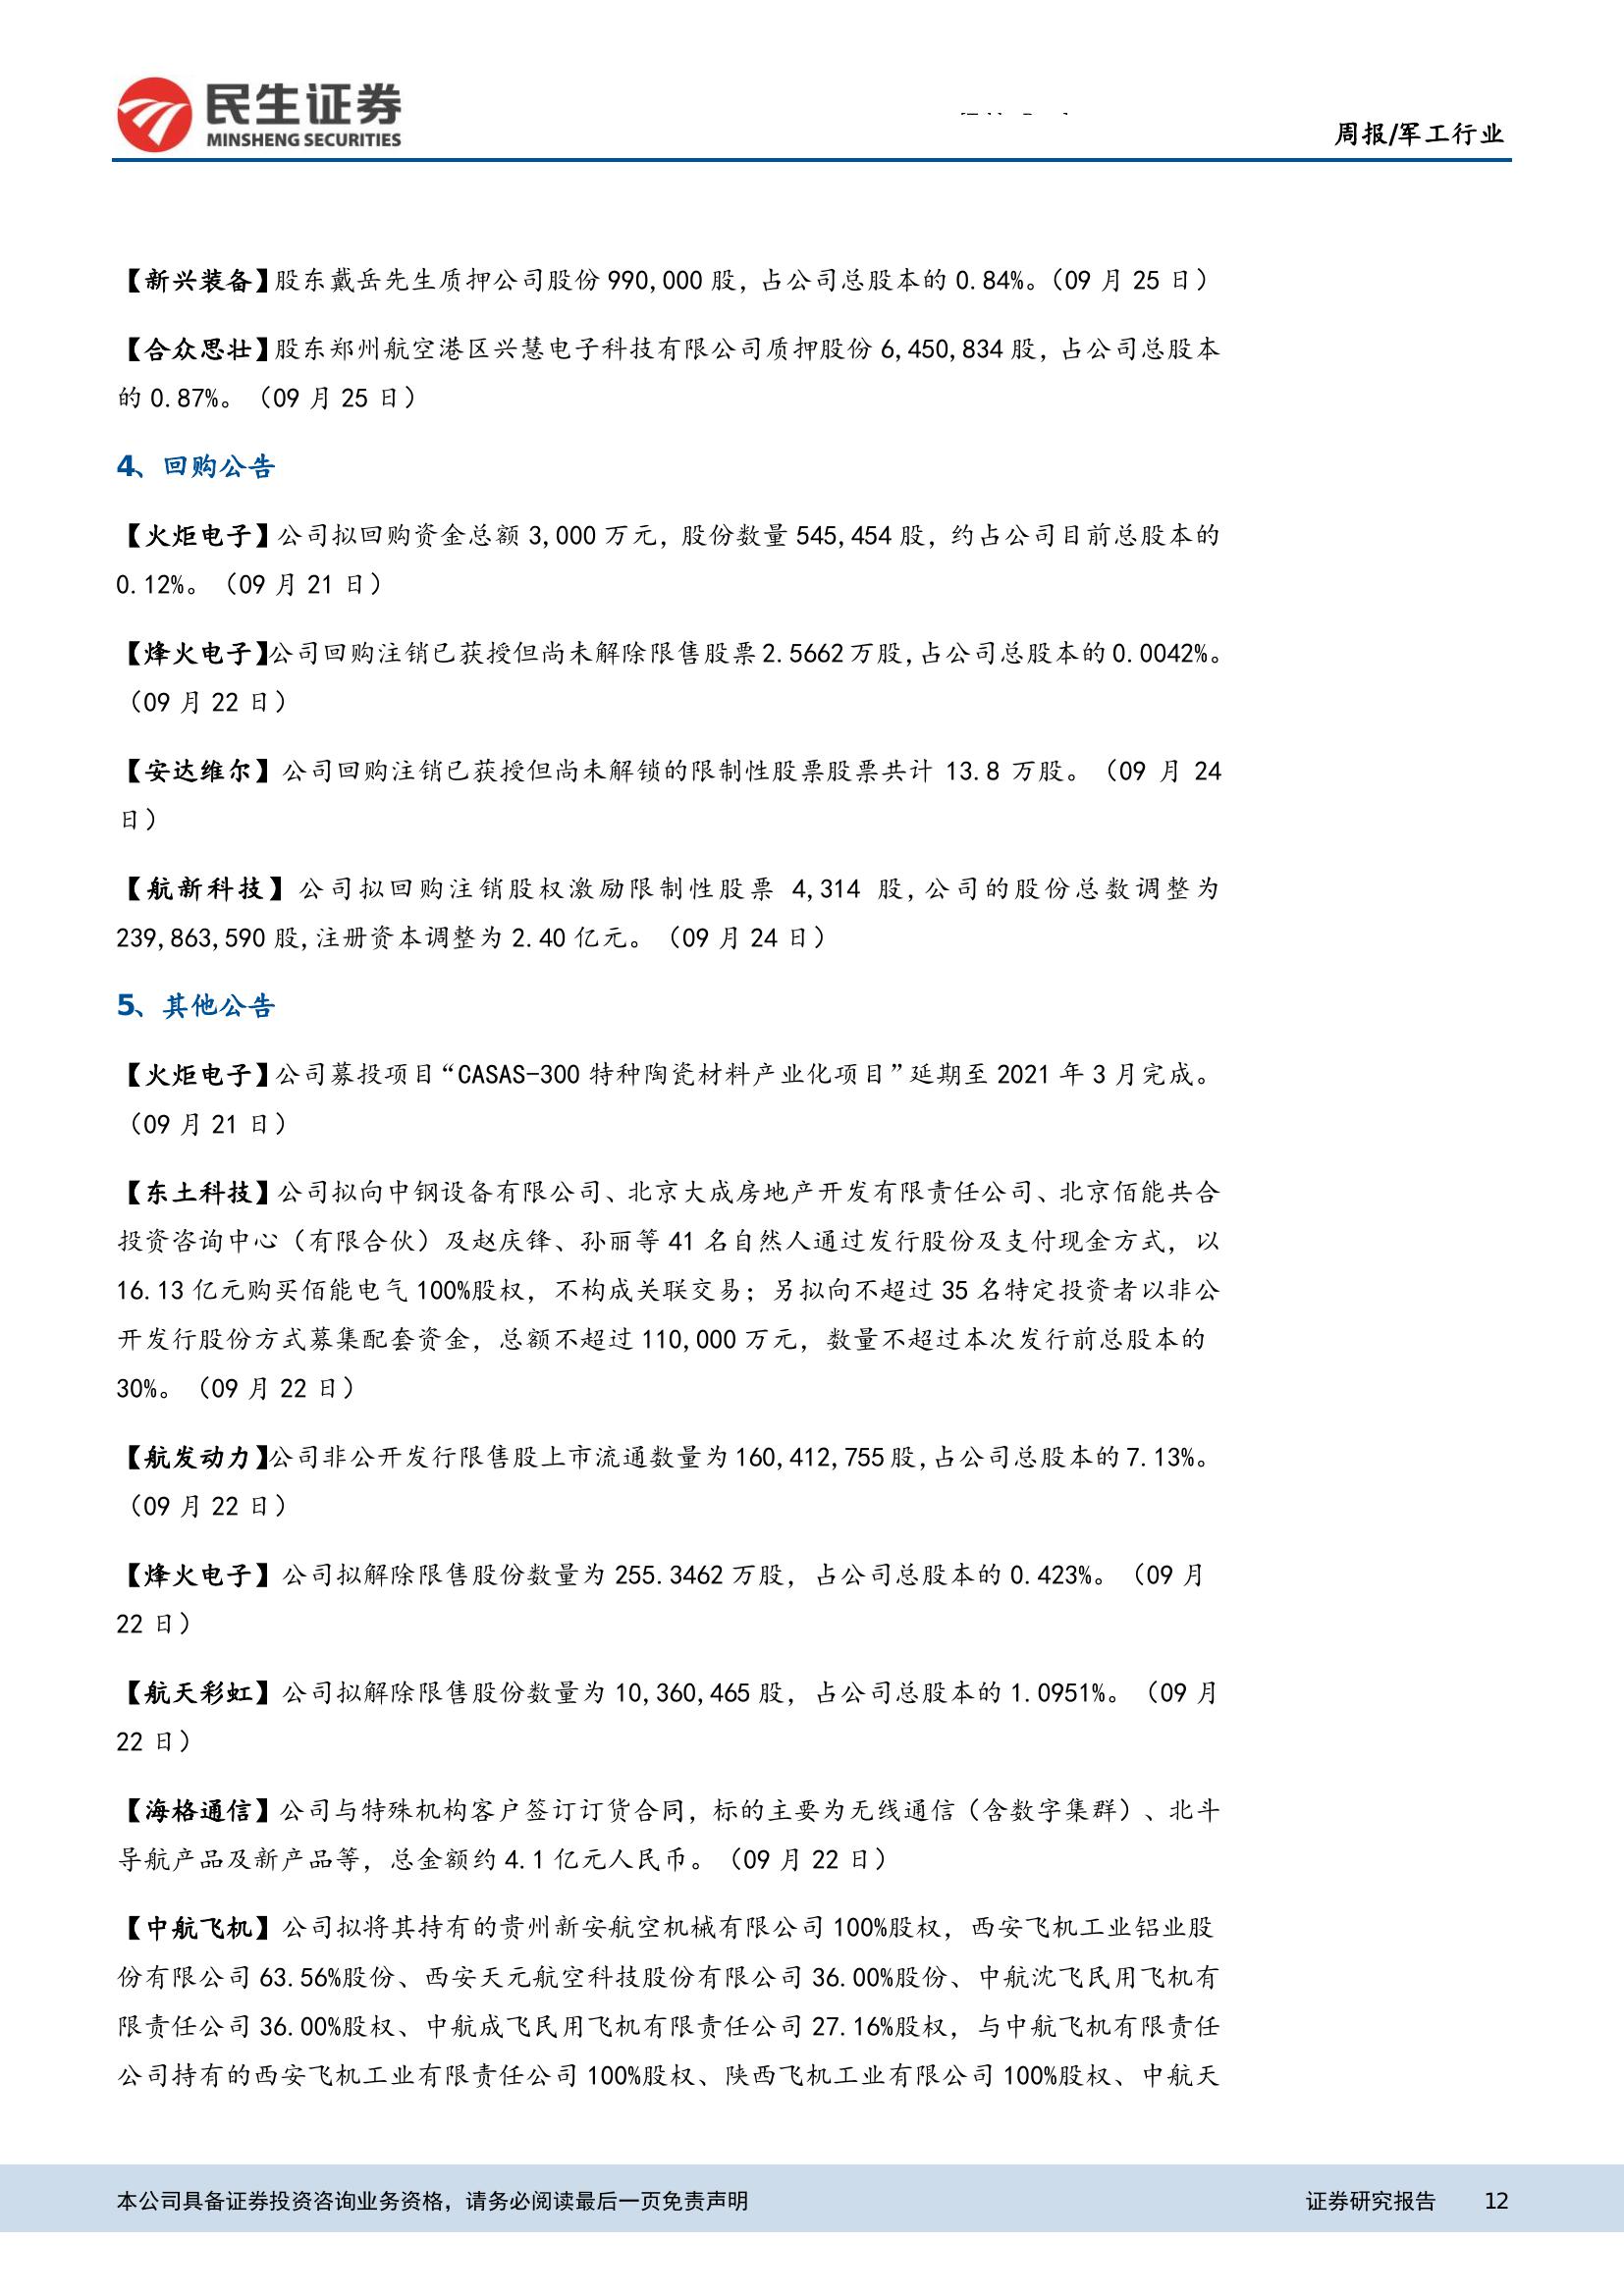 民生证券
MINSHENG SECURITIES
周报/军工行业
【新兴装备】股东戴岳先生质押公司股份 990,000 股，占公司总股本的 0.84%。（09 月 25 日）
【合众思壮】股东郑州航空港区兴慧电子科技有限公司质押股份 6,450,834 股，占公司总股本
的 0.87%。（09 月 25 日）
4、回购公告
【火炬电子】公司拟回购资金总额 3,000 万元，股份数量 545,454 股，约占公司目前总股本的
0.12%。（09 月 21 日）
【烽火电子】公司回购注销已获授但尚未解除限售股票 2.5662 万股,占公司总股本的 0.0042%。
（09 月 22 日）
【安达维尔】公司回购注销已获授但尚未解锁的限制性股票股票共计 13.8 万股。（09 月 24
日）
【航新科技】公司拟回购注销股权激励限制性股票 4,314 股,公司的股份总数调整为
239,863,590 股,注册资本调整为 2.40 亿元。（09 月 24 日）
5、其他公告
【火炬电子】公司募投项目“CASAS-300 特种陶瓷材料产业化项目”延期至 2021 年 3 月完成。
（09 月 21 日）
【东土科技】公司拟向中钢设备有限公司、北京大成房地产开发有限责任公司、北京佰能共合
投资咨询中心（有限合伙）及赵庆锋、孙丽等 41 名自然人通过发行股份及支付现金方式，以
16.13 亿元购买佰能电气 100%股权，不构成关联交易；另拟向不超过 35 名特定投资者以非公
开发行股份方式募集配套资金，总额不超过 110,000 万元，数量不超过本次发行前总股本的
30%。（09 月 22 日）
【航发动力】公司非公开发行限售股上市流通数量为 160,412,755 股,占公司总股本的 7.13%。
（09 月 22 日）
【烽火电子】公司拟解除限售股份数量为 255.3462 万股，占公司总股本的 0.423%。（09 月
22 日）
【航天彩虹】公司拟解除限售股份数量为 10,360,465 股，占公司总股本的 1.0951%。（09 月
22 日）
【海格通信】公司与特殊机构客户签订订货合同，标的主要为无线通信（含数字集群）、北斗
导航产品及新产品等，总金额约 4.1 亿元人民币。（09 月 22 日）
【中航飞机】公司拟将其持有的贵州新安航空机械有限公司 100%股权，西安飞机工业铝业股
份有限公司 63.56%股份、西安天元航空科技股份有限公司 36.00%股份、中航沈飞民用飞机有
限责任公司 36.00%股权、中航成飞民用飞机有限责任公司 27.16%股权，与中航飞机有限责任
公司持有的西安飞机工业有限责任公司 100%股权、陕西飞机工业有限公司 100%股权、中航天
本公司具备证券投资咨询业务资格，请务必阅读最后一页免责声明
证券研究报告 12